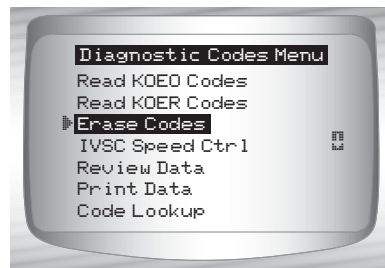 Diagnostic Codes Menu
Read KOEO Codes
Read KOER Codes
Erase Codes
IVSC Speed Ctrl
Review Data
Print Data
Code Lookup